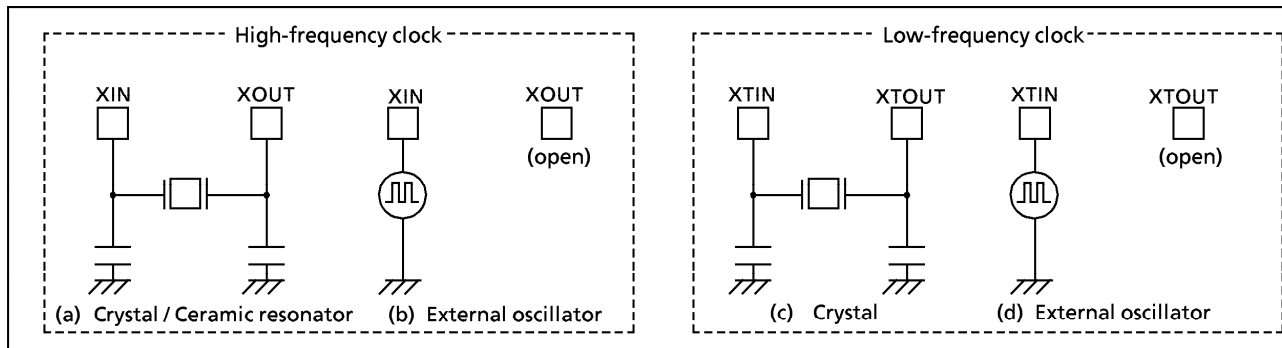 High-frequency clock
XIN XOUT XIN XOUT
(open)
(a) Crystal / Ceramic resonator (b) External oscillator
Low-frequency clock
XTIN XTOUT XTIN XTOUT
(open)
(c) Crystal (d) External oscillator